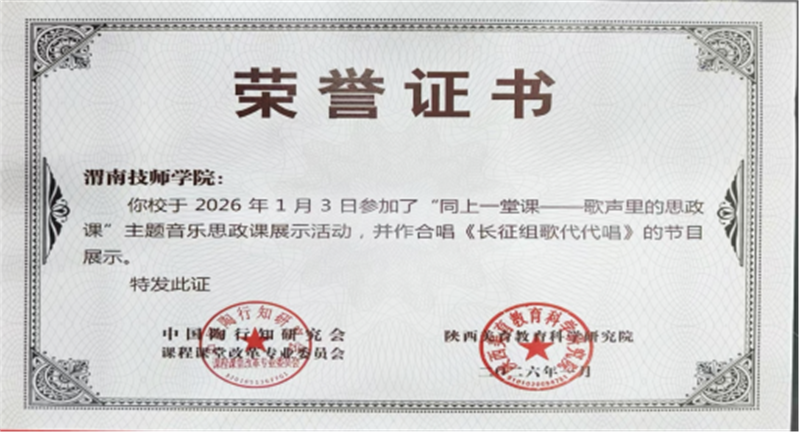 荣誉证书
渭南技师学院：
你校于 2026 年 1 月 3 日参加了“同上一堂课——歌声里的思政
课”主题音乐思政课展示活动，并作合唱《长征组歌代代唱》的节目
展示。
特发此证
中国陶行知研究会
课程课堂改革专业委员会
陕西美育教育科学研究院
二〇二六年 月